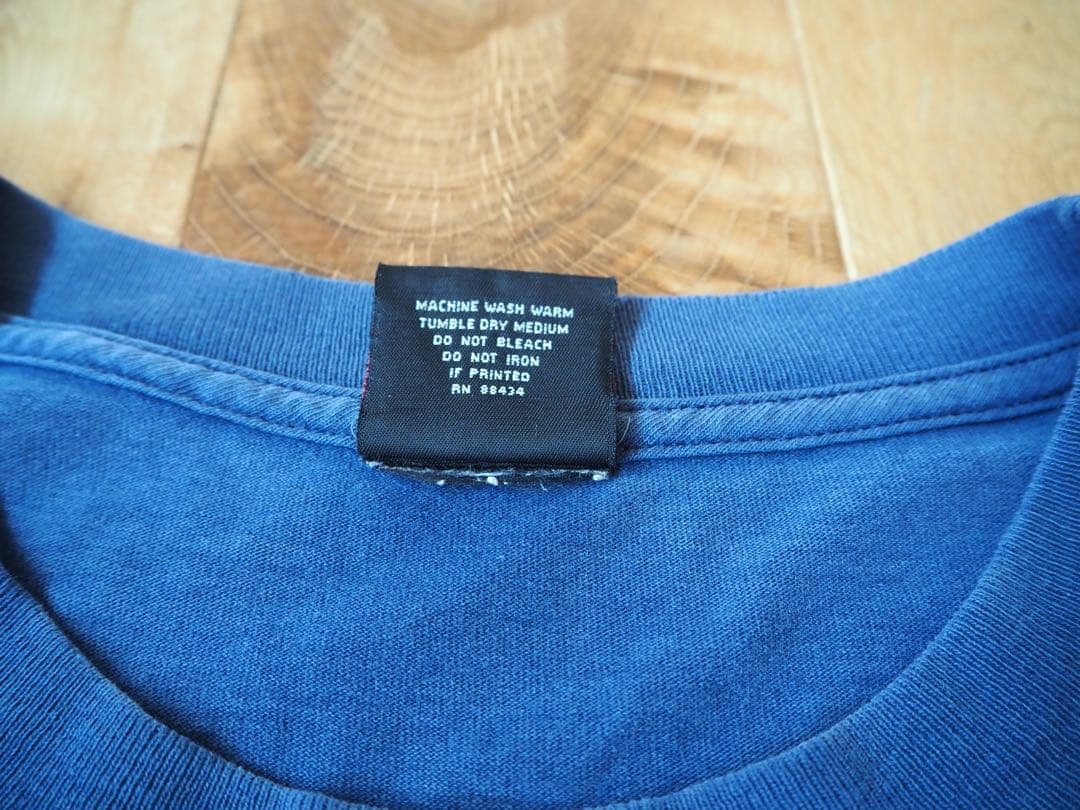 MACHINE WASH WARM
TUMBLE DRY MEDIUM
DO NOT BLEACH
DO NOT IRON
IF PRINTED
RN 88434